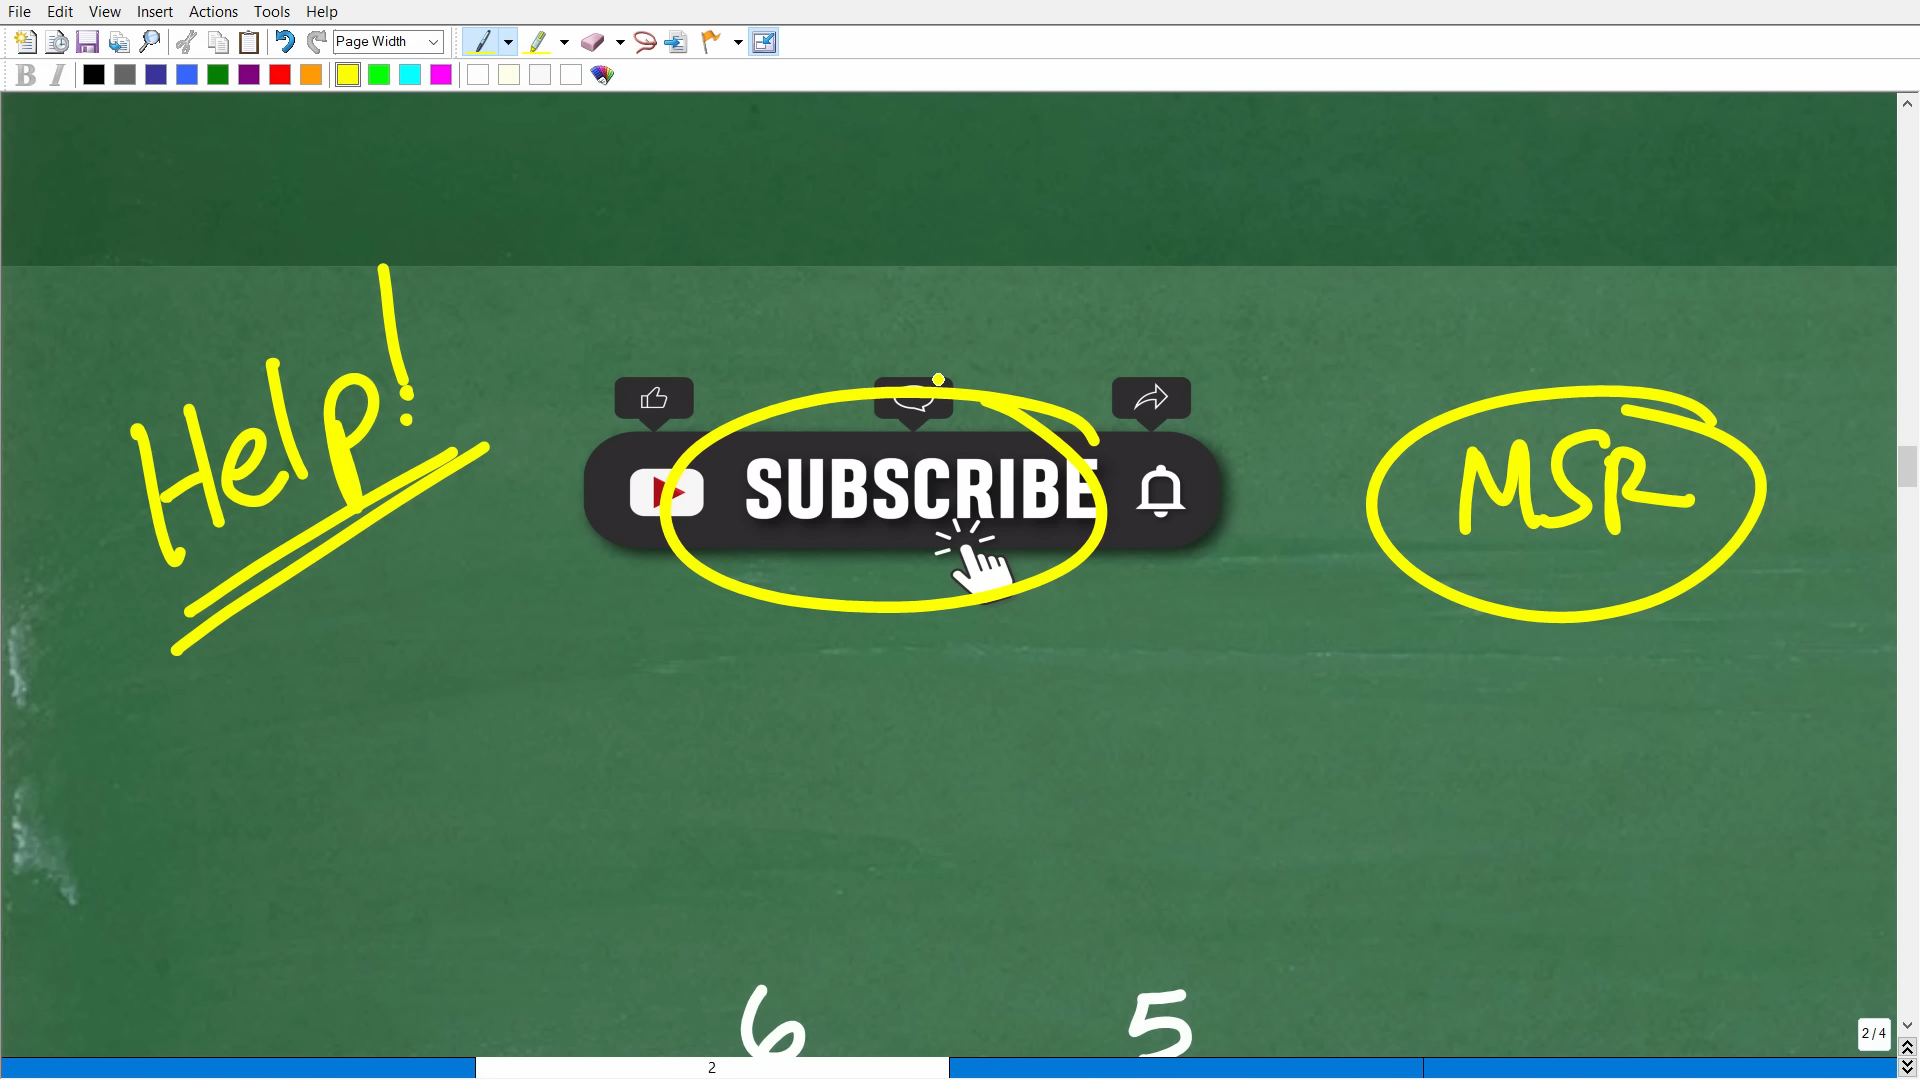 File Edit View Insert Actions Tools Help
Page Width
B I
Help!
SUBSCRIBE
MSR
6 5
2 / 4
2